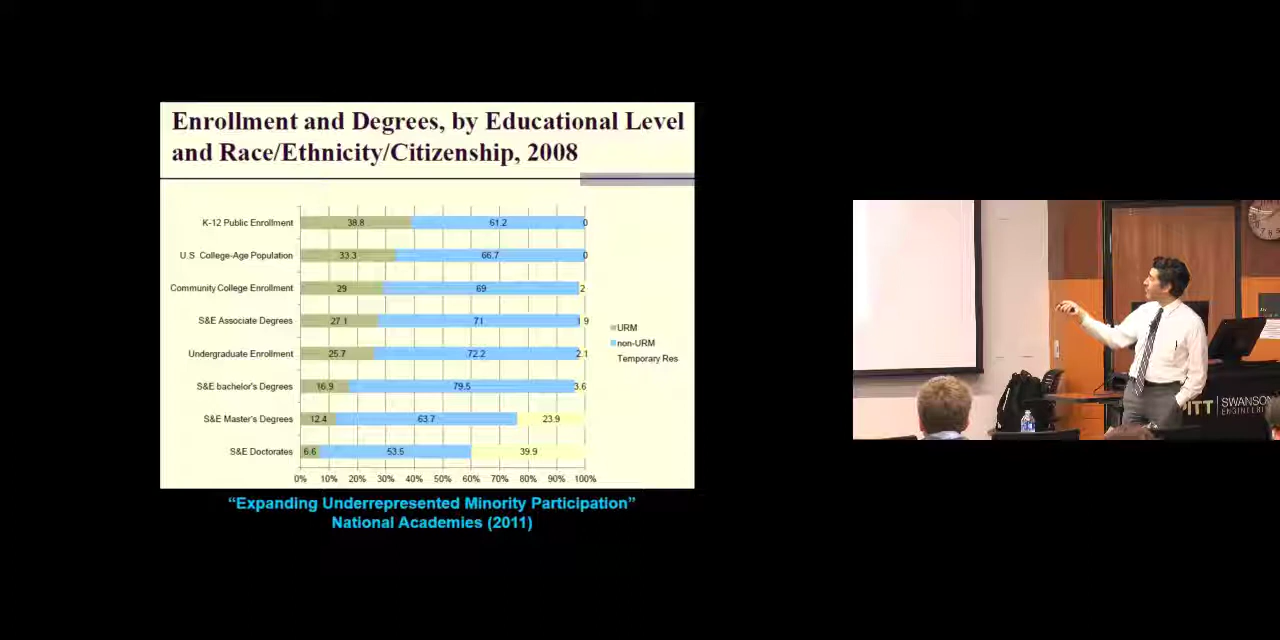 Enrollment and Degrees, by Educational Level
and Race/Ethnicity/Citizenship, 2008
K-12 Public Enrollment 38.8 61.2 0
U.S College-Age Population 33.3 66.7 0
Community College Enrollment 29 69 2
S&E Associate Degrees 27.1 71 1.9
Undergraduate Enrollment 25.7 72.2 2.1
S&E bachelor's Degrees 16.9 79.5 3.6
S&E Master's Degrees 12.4 63.7 23.9
S&E Doctorates 6.6 53.5 39.9
0% 10% 20% 30% 40% 50% 60% 70% 80% 90% 100%
URM
non-URM
Temporary Res
“Expanding Underrepresented Minority Participation”
National Academies (2011)
PITT SWANSON
ENGINEERING